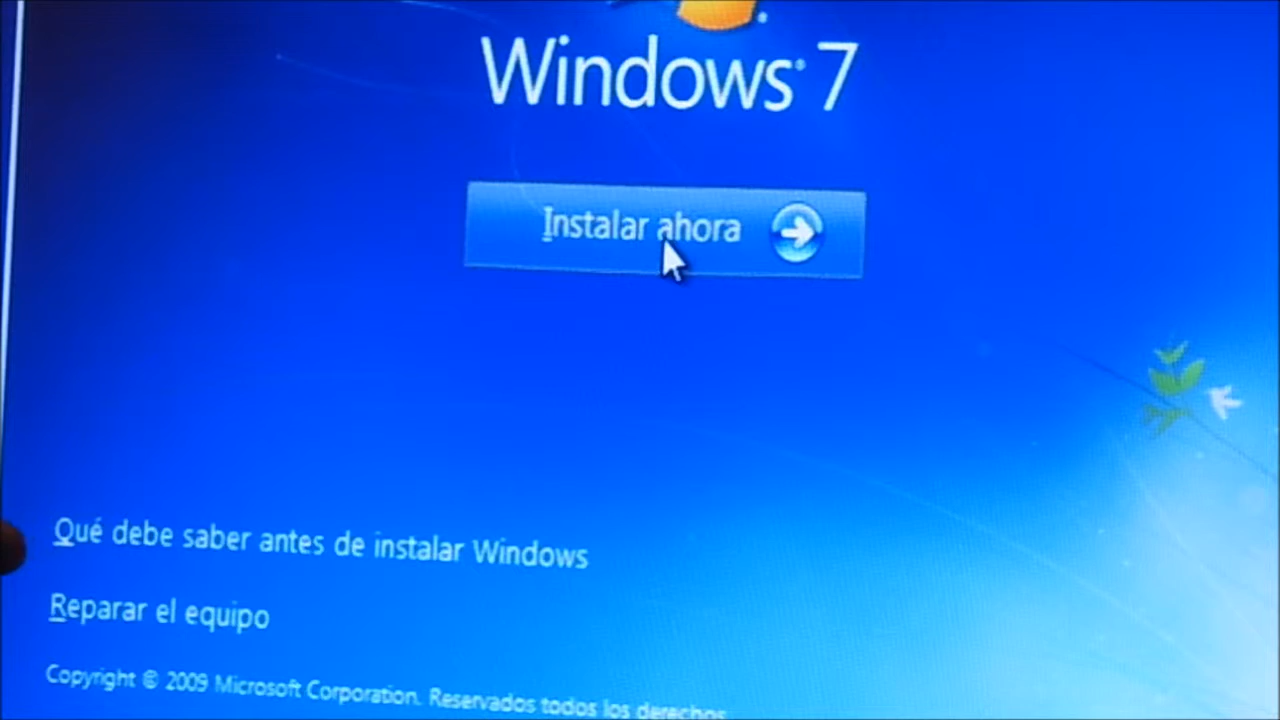 Windows® 7
Instalar ahora
Qué debe saber antes de instalar Windows
Reparar el equipo
Copyright © 2009 Microsoft Corporation. Reservados todos los derechos.